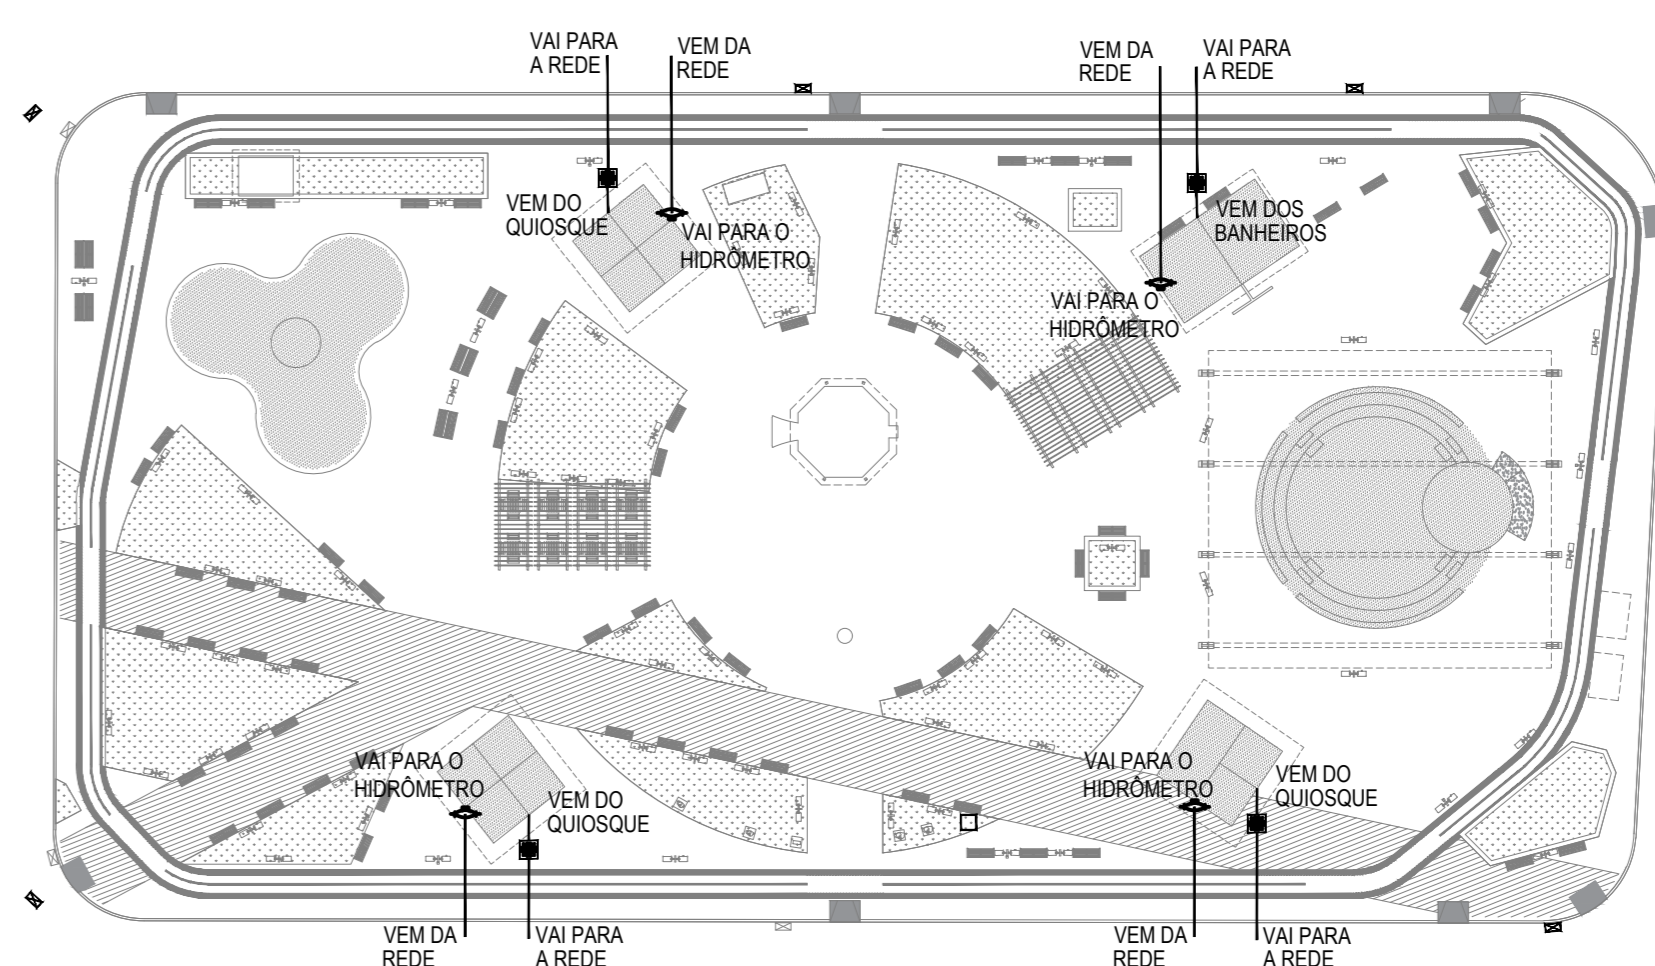 VAI PARA
A REDE
VEM DA
REDE
VEM DA
REDE
VAI PARA
A REDE
VEM DO
QUIOSQUE
VAI PARA O
HIDRÔMETRO
VEM DOS
BANHEIROS
VAI PARA O
HIDRÔMETRO
VAI PARA O
HIDRÔMETRO
VEM DO
QUIOSQUE
VAI PARA O
HIDRÔMETRO
VEM DO
QUIOSQUE
VEM DA
REDE
VAI PARA
A REDE
VEM DA
REDE
VAI PARA
A REDE